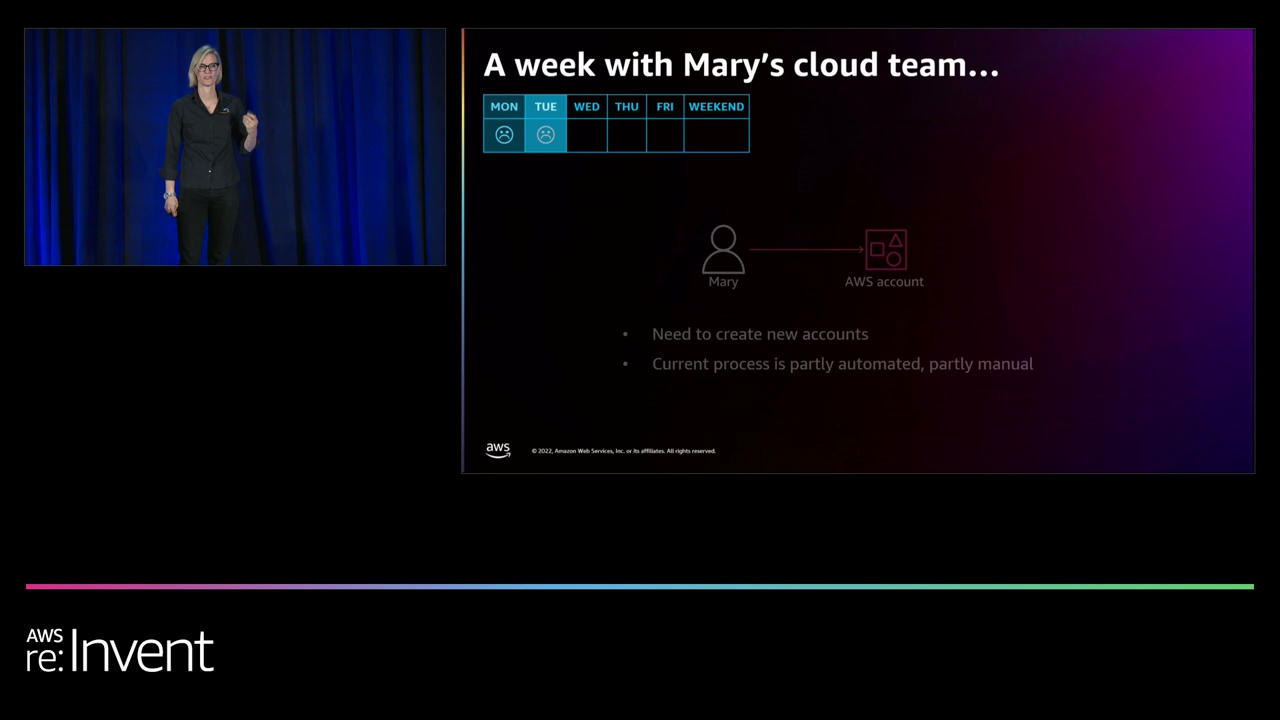 A week with Mary's cloud team...
MON TUE WED THU FRI WEEKEND
Mary
AWS account
• Need to create new accounts
• Current process is partly automated, partly manual
aws
© 2022, Amazon Web Services, Inc. or its affiliates. All rights reserved.
AWS
re:Invent